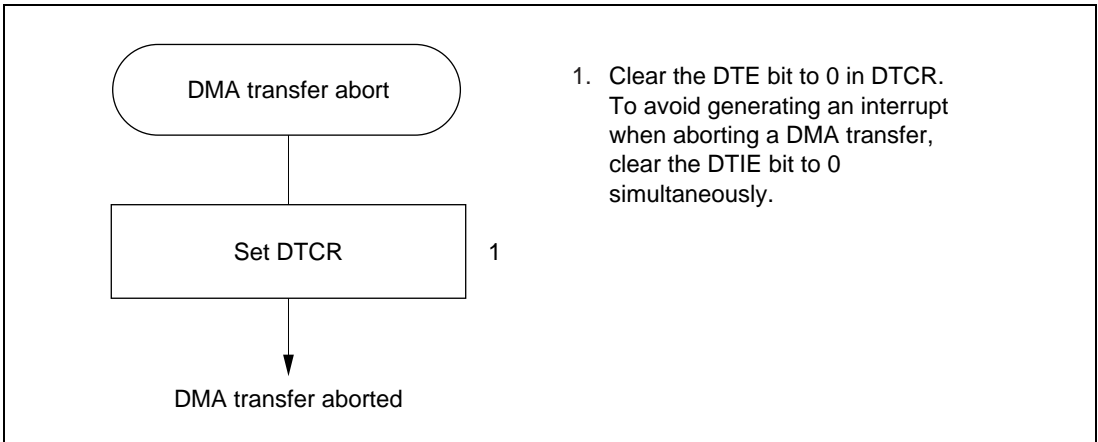 DMA transfer abort
Set DTCR
1
DMA transfer aborted
1. Clear the DTE bit to 0 in DTCR.
To avoid generating an interrupt
when aborting a DMA transfer,
clear the DTIE bit to 0
simultaneously.